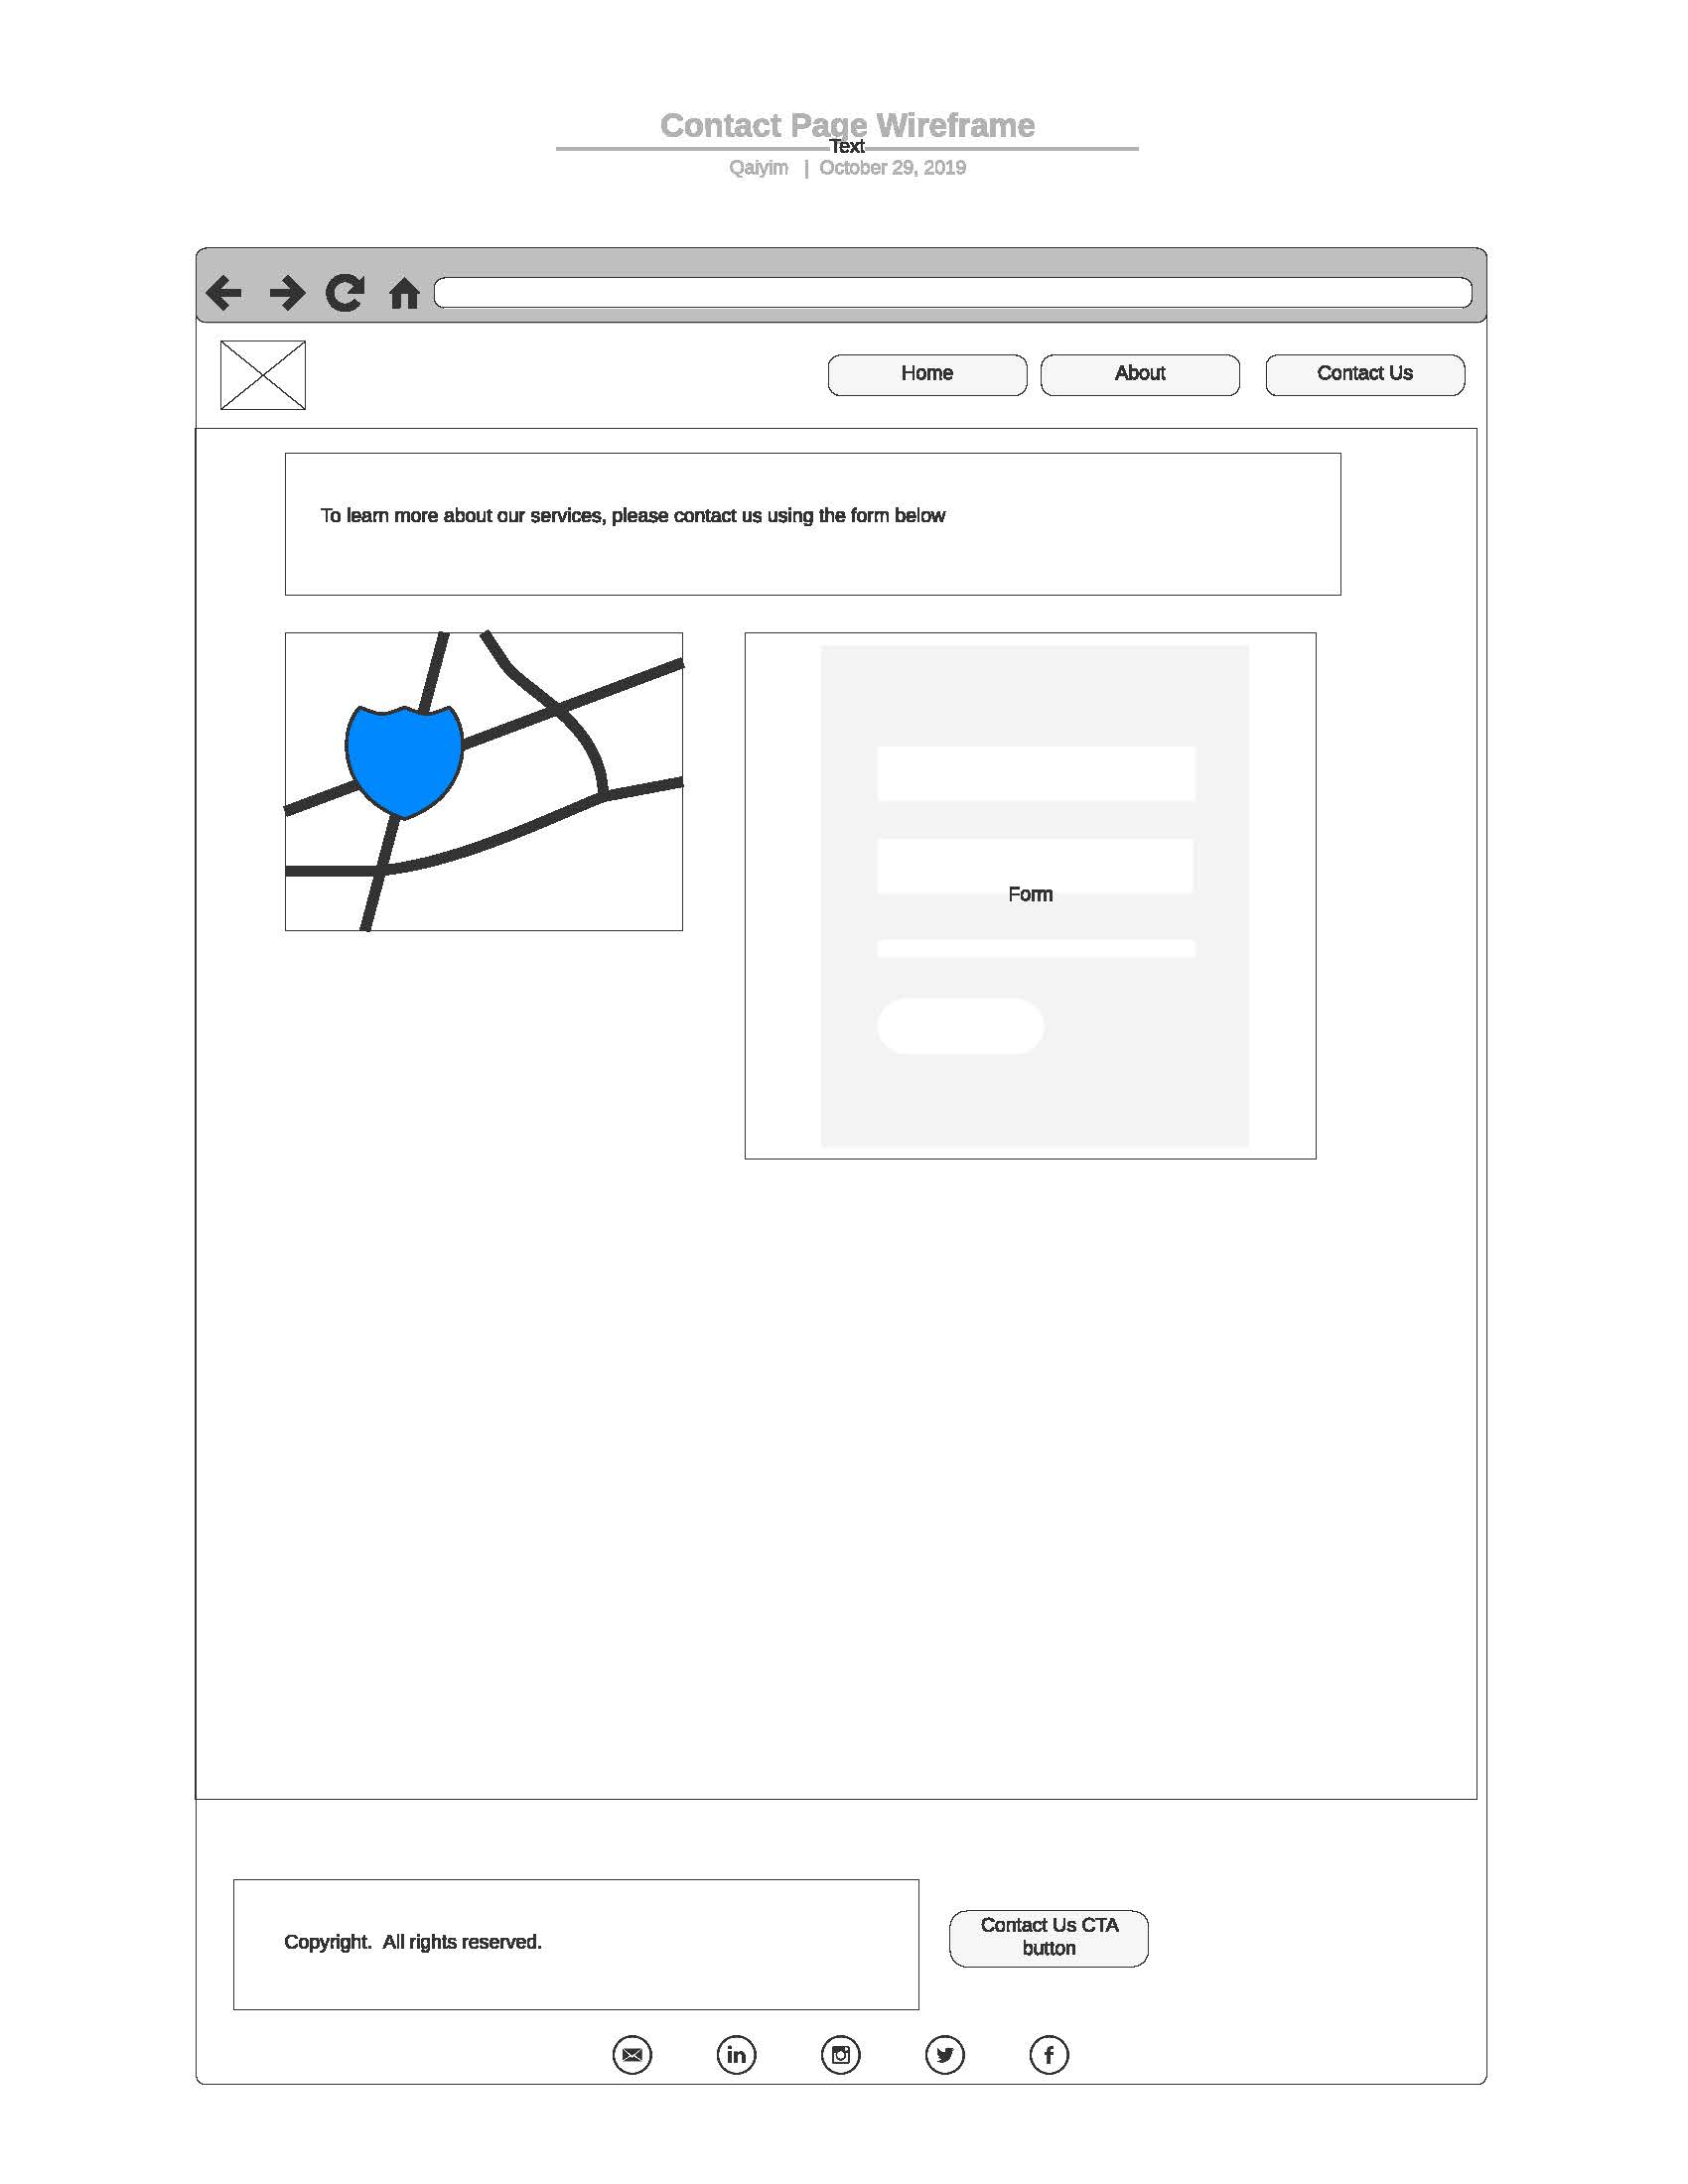 Contact Page Wireframe
Text
Qaiyim | October 29, 2019
Home
About
Contact Us
To learn more about our services, please contact us using the form below
Form
Copyright. All rights reserved.
Contact Us CTA
button
in
f